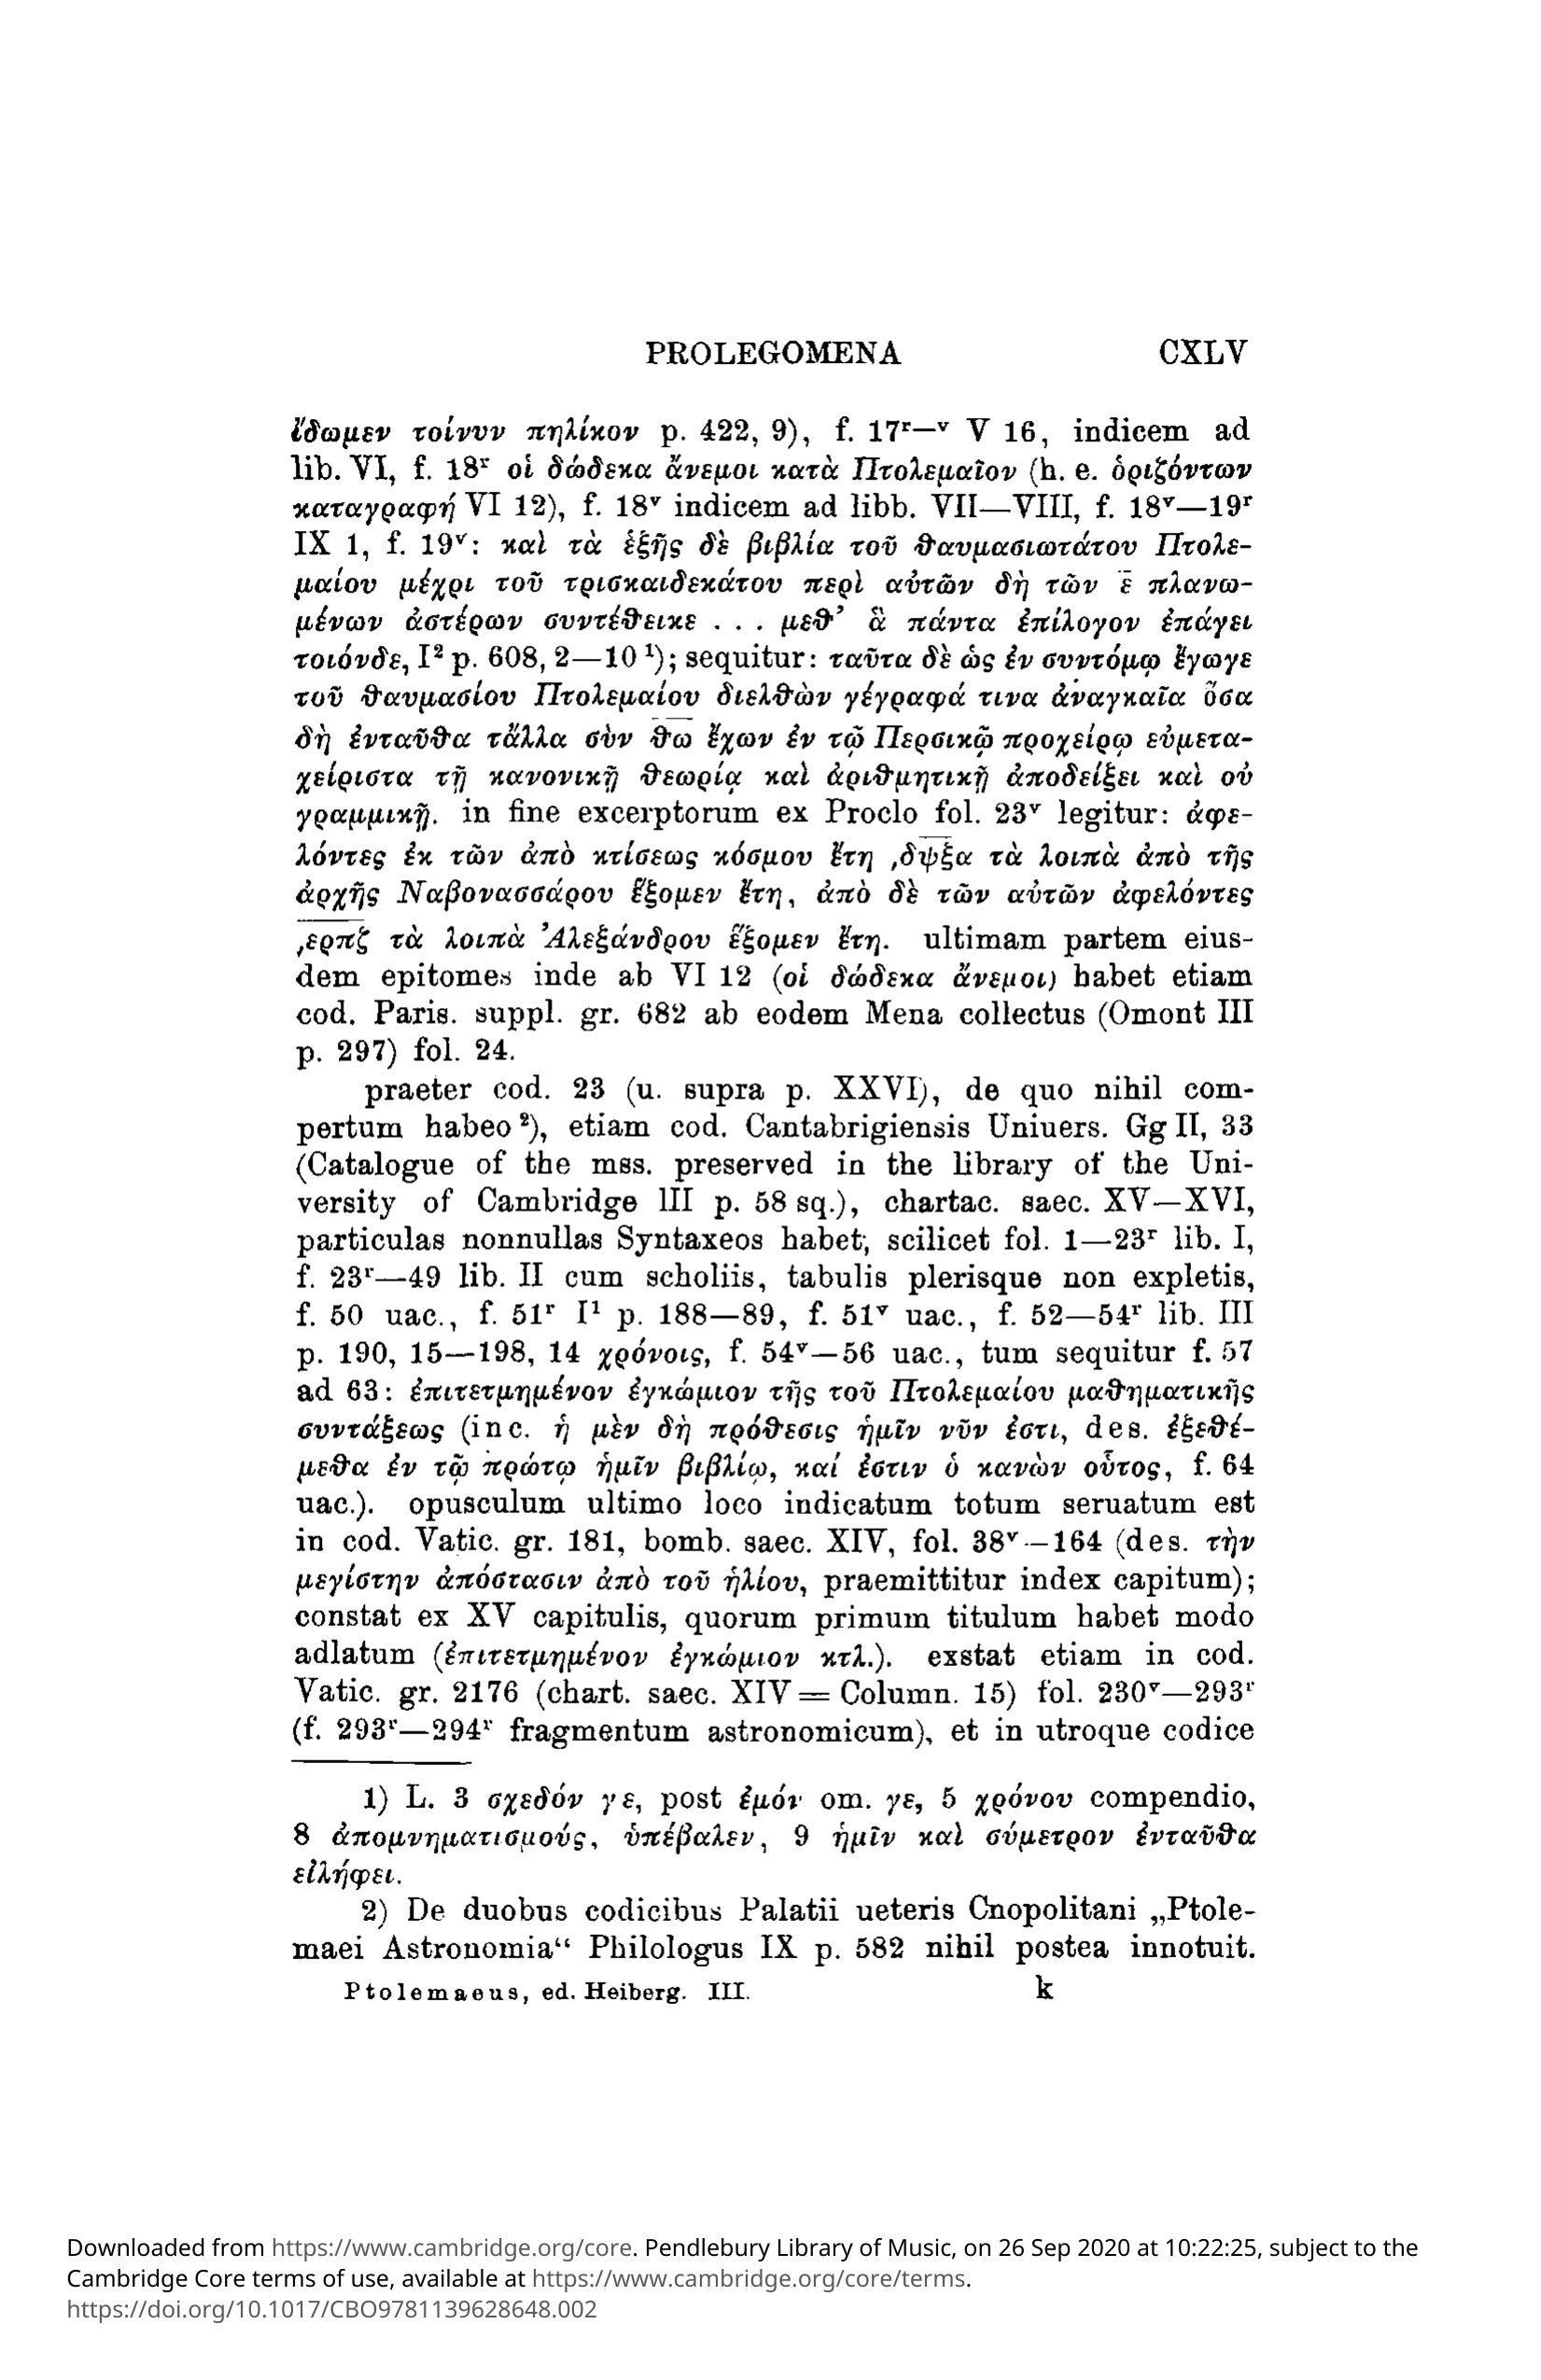 PROLEGOMENA CXLV
ἴδωμεν τοίνυν πηλίκον p. 422, 9), f. 17ʳ—ᵛ V 16, indicem ad
lib. VI, f. 18ʳ οἱ δώδεκα ἄνεμοι κατὰ Πτολεμαῖον (h. e. ὁριζόντων
καταγραφή VI 12), f. 18ᵛ indicem ad libb. VII—VIII, f. 18ᵛ—19ʳ
IX 1, f. 19ᵛ: καὶ τὰ ἑξῆς δὲ βιβλία τοῦ θαυμασιωτάτου Πτολε-
μαίου μέχρι τοῦ τρισκαιδεκάτου περὶ αὐτῶν δὴ τῶν ε̄ πλανω-
μένων ἀστέρων συντέθεικε . . . μεθ’ ἃ πάντα ἐπίλογον ἐπάγει
τοιόνδε, I² p. 608, 2—10 ¹); sequitur: ταῦτα δὲ ὡς ἐν συντόμῳ ἔγωγε
τοῦ θαυμασίου Πτολεμαίου διελθὼν γέγραφά τινα ἀναγκαῖα ὅσα
δὴ ἐνταῦθα τἄλλα σὺν θ̅ω̅ ἔχων ἐν τῷ Περσικῷ προχείρῳ εὐμετα-
χείριστα τῇ κανονικῇ θεωρίᾳ καὶ ἀριθμητικῇ ἀποδείξει καὶ οὐ
γραμμικῇ. in fine excerptorum ex Proclo fol. 23ᵛ legitur: ἀφε-
λόντες ἐκ τῶν ἀπὸ κτίσεως κόσμου ἔτη ͵δψ̅ξ̅α τὰ λοιπὰ ἀπὸ τῆς
ἀρχῆς Ναβονασσάρου ἕξομεν ἔτη, ἀπὸ δὲ τῶν αὐτῶν ἀφελόντες
͵ε̅ρ̅π̅ζ̅ τὰ λοιπὰ Ἀλεξάνδρου ἕξομεν ἔτη. ultimam partem eius-
dem epitomes inde ab VI 12 (οἱ δώδεκα ἄνεμοι) habet etiam
cod. Paris. suppl. gr. 682 ab eodem Mena collectus (Omont III
p. 297) fol. 24.
praeter cod. 23 (u. supra p. XXVI), de quo nihil com-
pertum habeo ²), etiam cod. Cantabrigiensis Uniuers. Gg II, 33
(Catalogue of the mss. preserved in the library of the Uni-
versity of Cambridge III p. 58 sq.), chartac. saec. XV—XVI,
particulas nonnullas Syntaxeos habet, scilicet fol. 1—23ʳ lib. I,
f. 23ʳ—49 lib. II cum scholiis, tabulis plerisque non expletis,
f. 50 uac., f. 51ʳ I¹ p. 188—89, f. 51ᵛ uac., f. 52—54ʳ lib. III
p. 190, 15—198, 14 χρόνοις, f. 54ᵛ—56 uac., tum sequitur f. 57
ad 63: ἐπιτετμημένον ἐγκώμιον τῆς τοῦ Πτολεμαίου μαθηματικῆς
συντάξεως (inc. ἡ μὲν δὴ πρόθεσις ἡμῖν νῦν ἐστι, des. ἐξεθέ-
μεθα ἐν τῷ πρώτῳ ἡμῖν βιβλίῳ, καί ἐστιν ὁ κανὼν οὗτος, f. 64
uac.). opusculum ultimo loco indicatum totum seruatum est
in cod. Vatic. gr. 181, bomb. saec. XIV, fol. 38ᵛ—164 (des. τὴν
μεγίστην ἀπόστασιν ἀπὸ τοῦ ἡλίου, praemittitur index capitum);
constat ex XV capitulis, quorum primum titulum habet modo
adlatum (ἐπιτετμημένον ἐγκώμιον κτλ.). exstat etiam in cod.
Vatic. gr. 2176 (chart. saec. XIV = Column. 15) fol. 230ᵛ—293ʳ
(f. 293ʳ—294ʳ fragmentum astronomicum), et in utroque codice
1) L. 3 σχεδόν γε, post ἐμόν om. γε, 5 χρόνου compendio,
8 ἀπομνηματισμούς, ὑπέβαλεν, 9 ἡμῖν καὶ σύμετρον ἐνταῦθα
εἰλήφει.
2) De duobus codicibus Palatii ueteris Cnopolitani „Ptole-
maei Astronomia“ Philologus IX p. 582 nihil postea innotuit.
Ptolemaeus, ed. Heiberg. III. k
Downloaded from https://www.cambridge.org/core. Pendlebury Library of Music, on 26 Sep 2020 at 10:22:25, subject to the
Cambridge Core terms of use, available at https://www.cambridge.org/core/terms.
https://doi.org/10.1017/CBO9781139628648.002